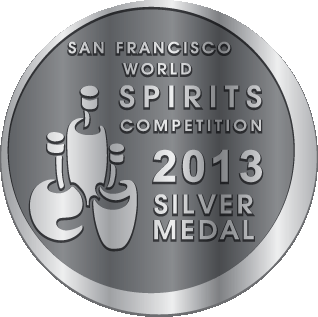 SAN FRANCISCO
WORLD
SPIRITS
COMPETITION
2013
SILVER
MEDAL